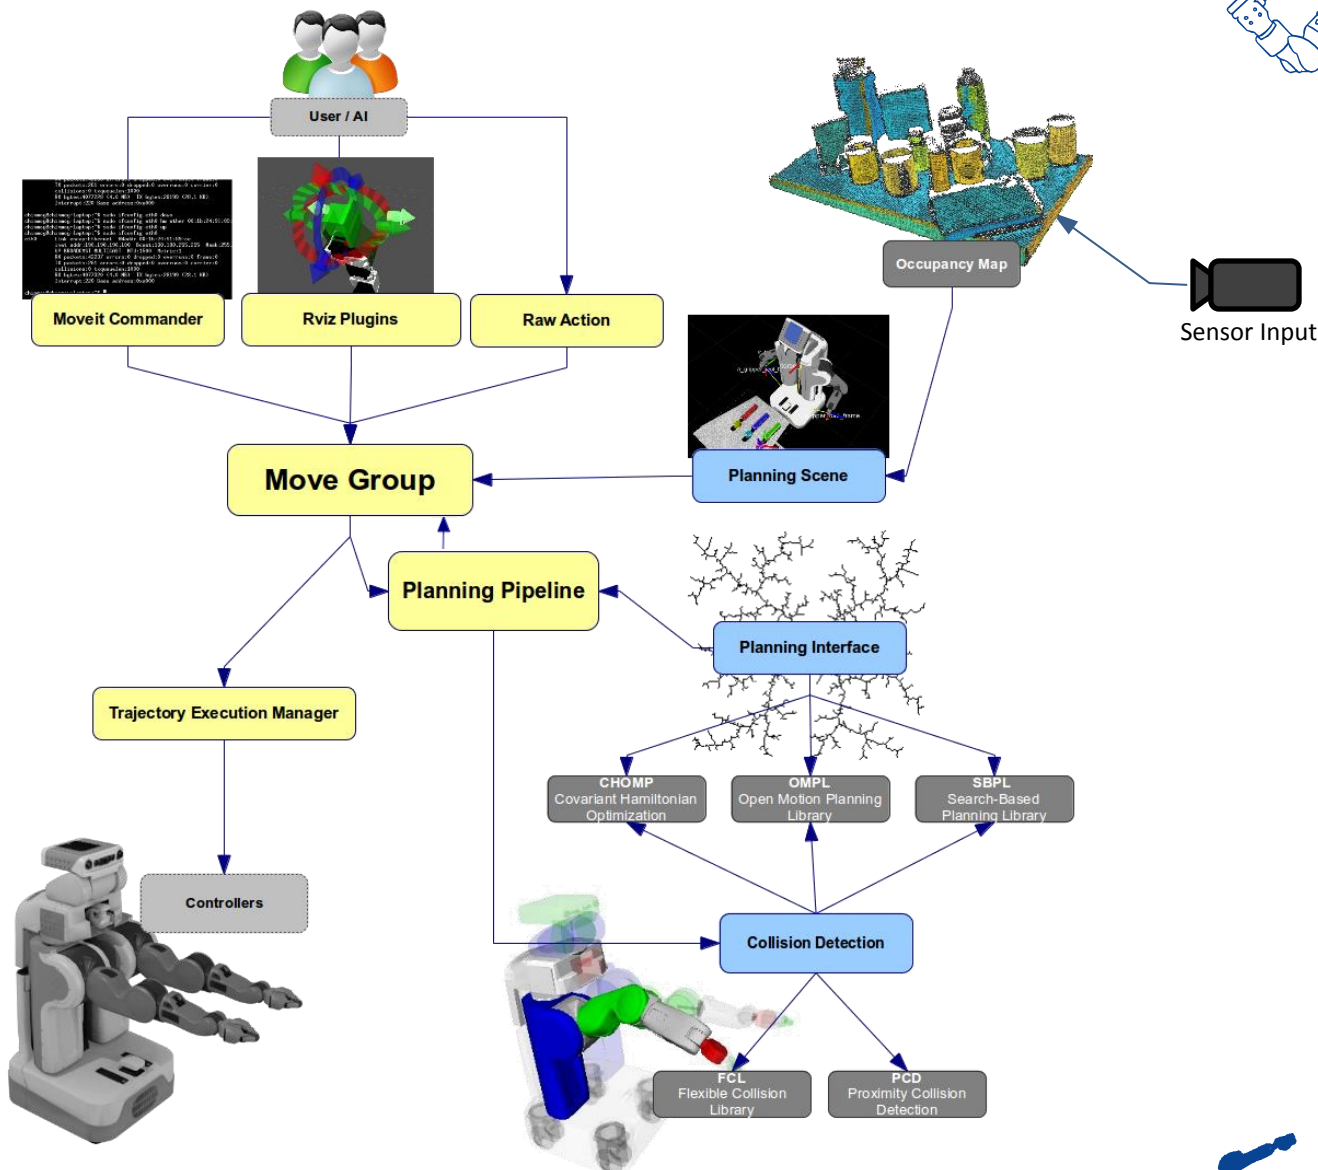 User / AI
Moveit Commander
Rviz Plugins
Raw Action
Occupancy Map
Sensor Input
Move Group
Planning Scene
Planning Pipeline
Planning Interface
Trajectory Execution Manager
CHOMP
Covariant Hamiltonian
Optimization
OMPL
Open Motion Planning
Library
SBPL
Search-Based
Planning Library
Controllers
Collision Detection
FCL
Flexible Collision
Library
PCD
Proximity Collision
Detection